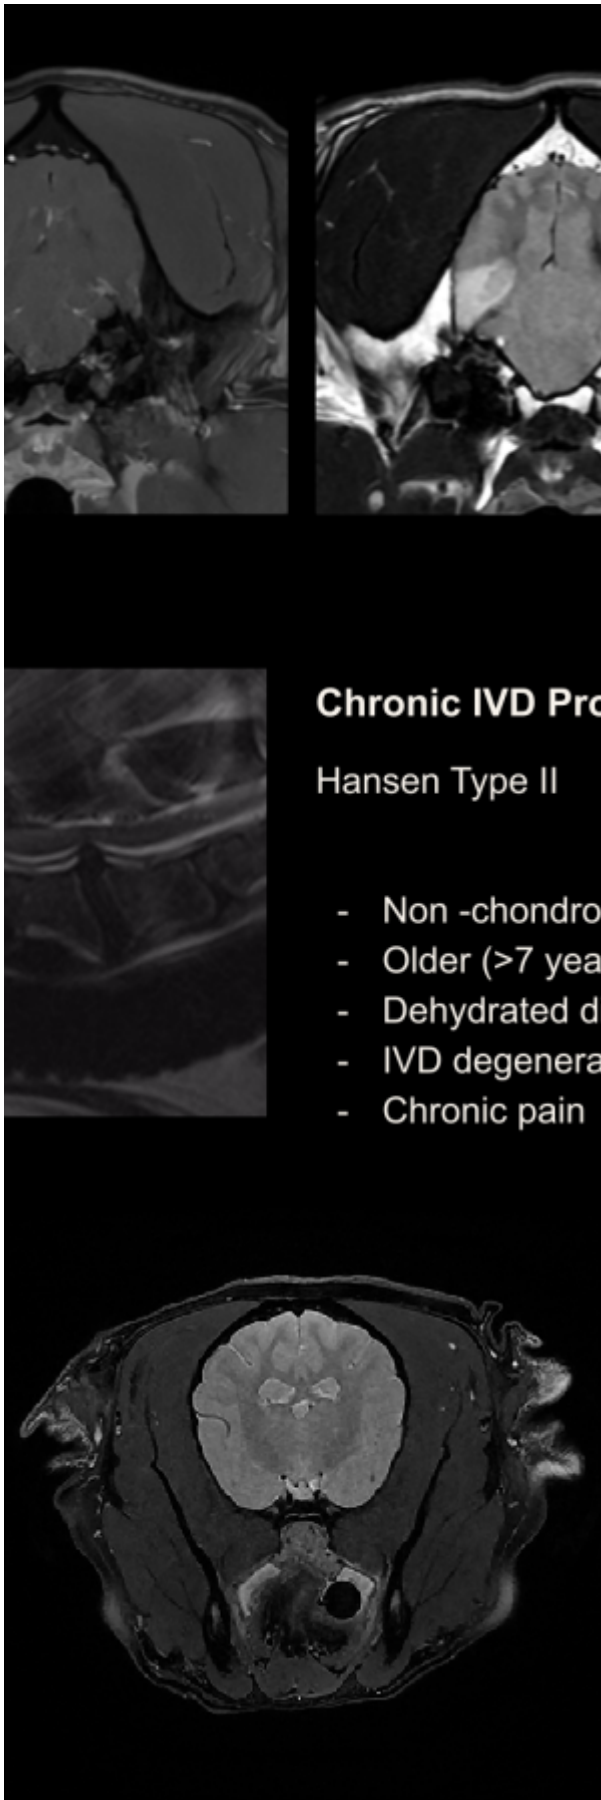 Chronic IVD Pro
Hansen Type II
- Non -chondro
- Older (>7 yea
- Dehydrated d
- IVD degenera
- Chronic pain